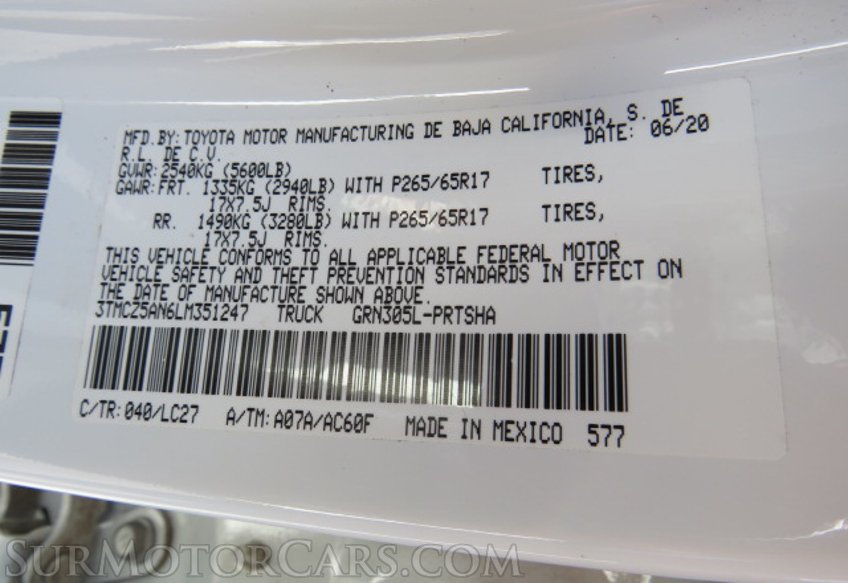 MFD.BY: TOYOTA MOTOR MANUFACTURING DE BAJA CALIFORNIA, S. DE
R.L. DE C.V. DATE: 06/20
GVWR: 2540KG (5600LB)
GAWR: FRT. 1335KG (2940LB) WITH P265/65R17 TIRES,
17X7.5J RIMS.
RR. 1490KG (3280LB) WITH P265/65R17 TIRES,
17X7.5J RIMS.
THIS VEHICLE CONFORMS TO ALL APPLICABLE FEDERAL MOTOR
VEHICLE SAFETY AND THEFT PREVENTION STANDARDS IN EFFECT ON
THE DATE OF MANUFACTURE SHOWN ABOVE.
3TMCZ5AN6LM351247 TRUCK GRN305L-PRTSHA
C/TR: 040/LC27 A/TM: A07A/AC60F MADE IN MEXICO 577
SURMOTORCARS.COM